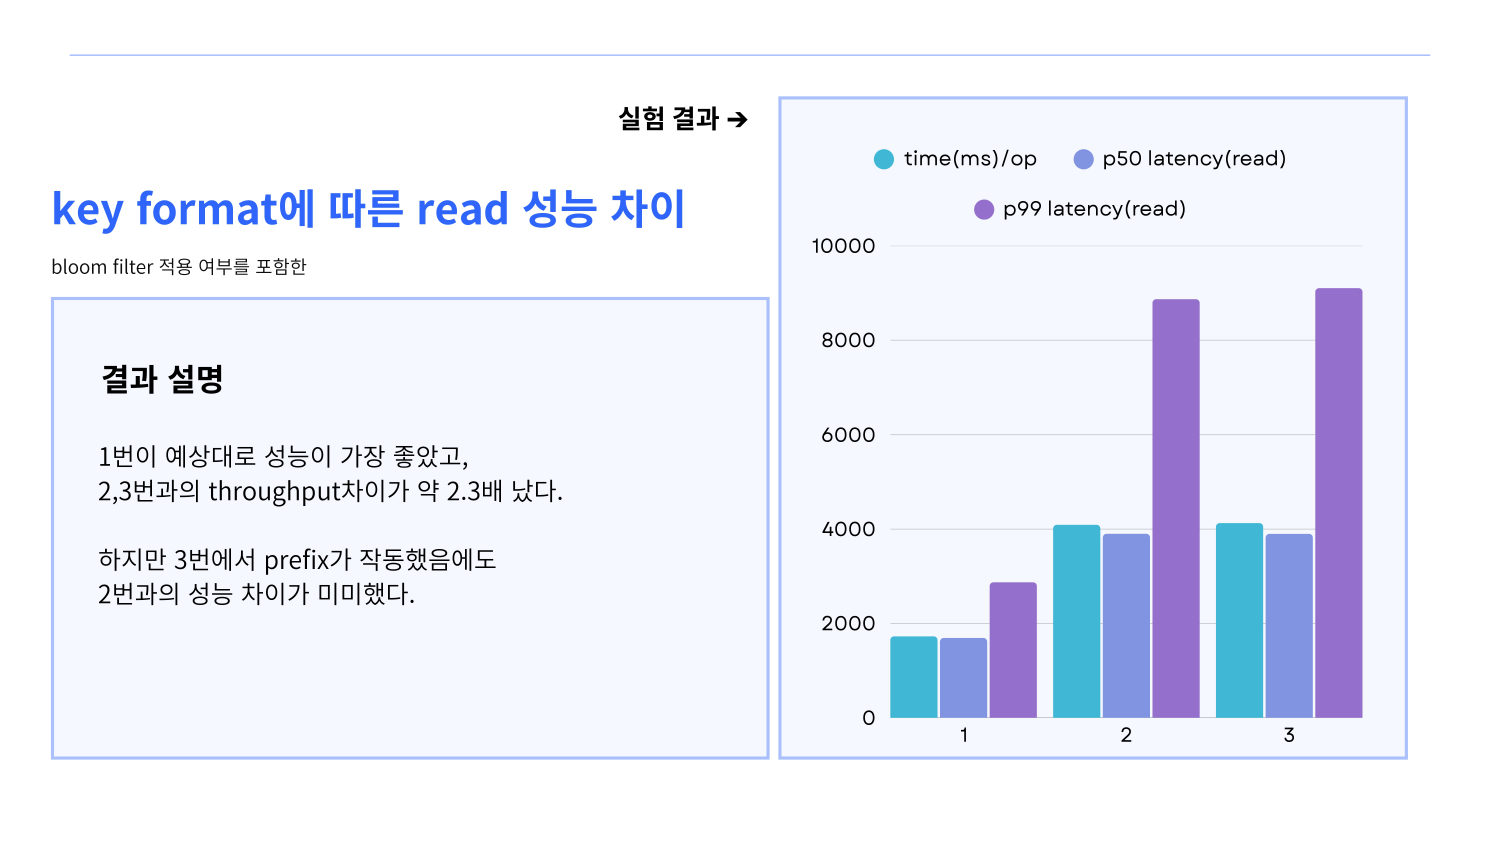 실험 결과 →
key format에 따른 read 성능 차이
bloom filter 적용 여부를 포함한
결과 설명
1번이 예상대로 성능이 가장 좋았고,
2,3번과의 throughput차이가 약 2.3배 났다.
하지만 3번에서 prefix가 작동했음에도
2번과의 성능 차이가 미미했다.
time(ms)/op
p50 latency(read)
p99 latency(read)
10000
8000
6000
4000
2000
0
1 2 3